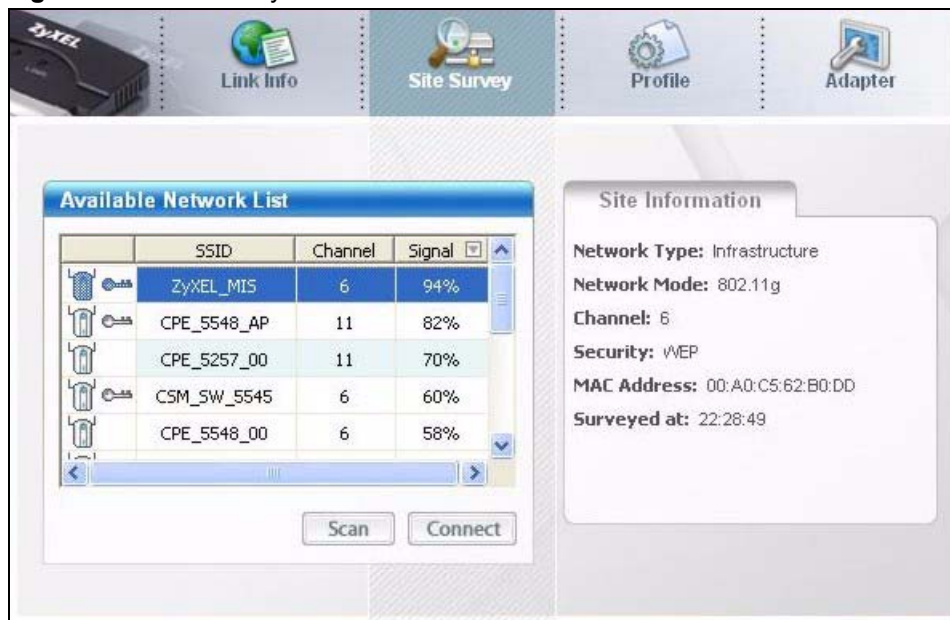 ZyXEL
Link Info
Site Survey
Profile
Adapter
Available Network List
SSID Channel Signal
ZyXEL_MIS 6 94%
CPE_5548_AP 11 82%
CPE_5257_00 11 70%
CSM_SW_5545 6 60%
CPE_5548_00 6 58%
Scan Connect
Site Information
Network Type: Infrastructure
Network Mode: 802.11g
Channel: 6
Security: WEP
MAC Address: 00:A0:C5:62:B0:DD
Surveyed at: 22:28:49